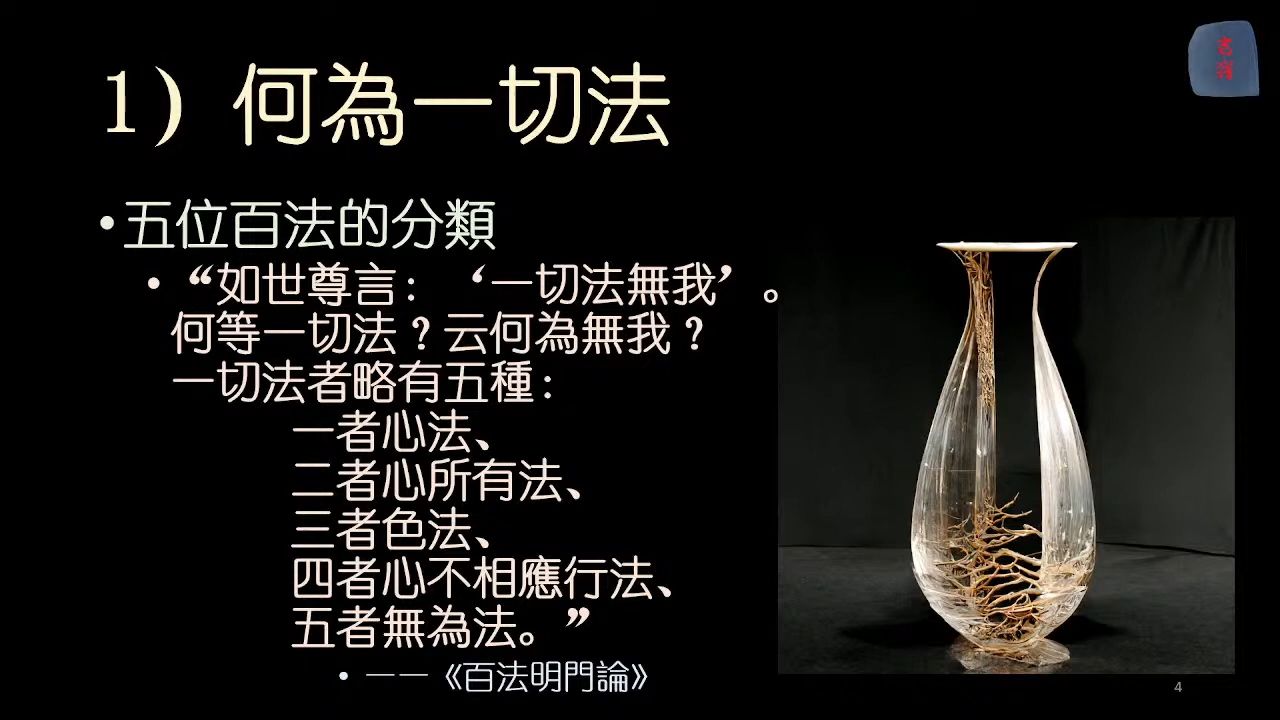 1）何為一切法
吉祥
•五位百法的分類
•“如世尊言：‘一切法無我’。
何等一切法？云何為無我？
一切法者略有五種：
一者心法、
二者心所有法、
三者色法、
四者心不相應行法、
五者無為法。”
•——《百法明門論》
4